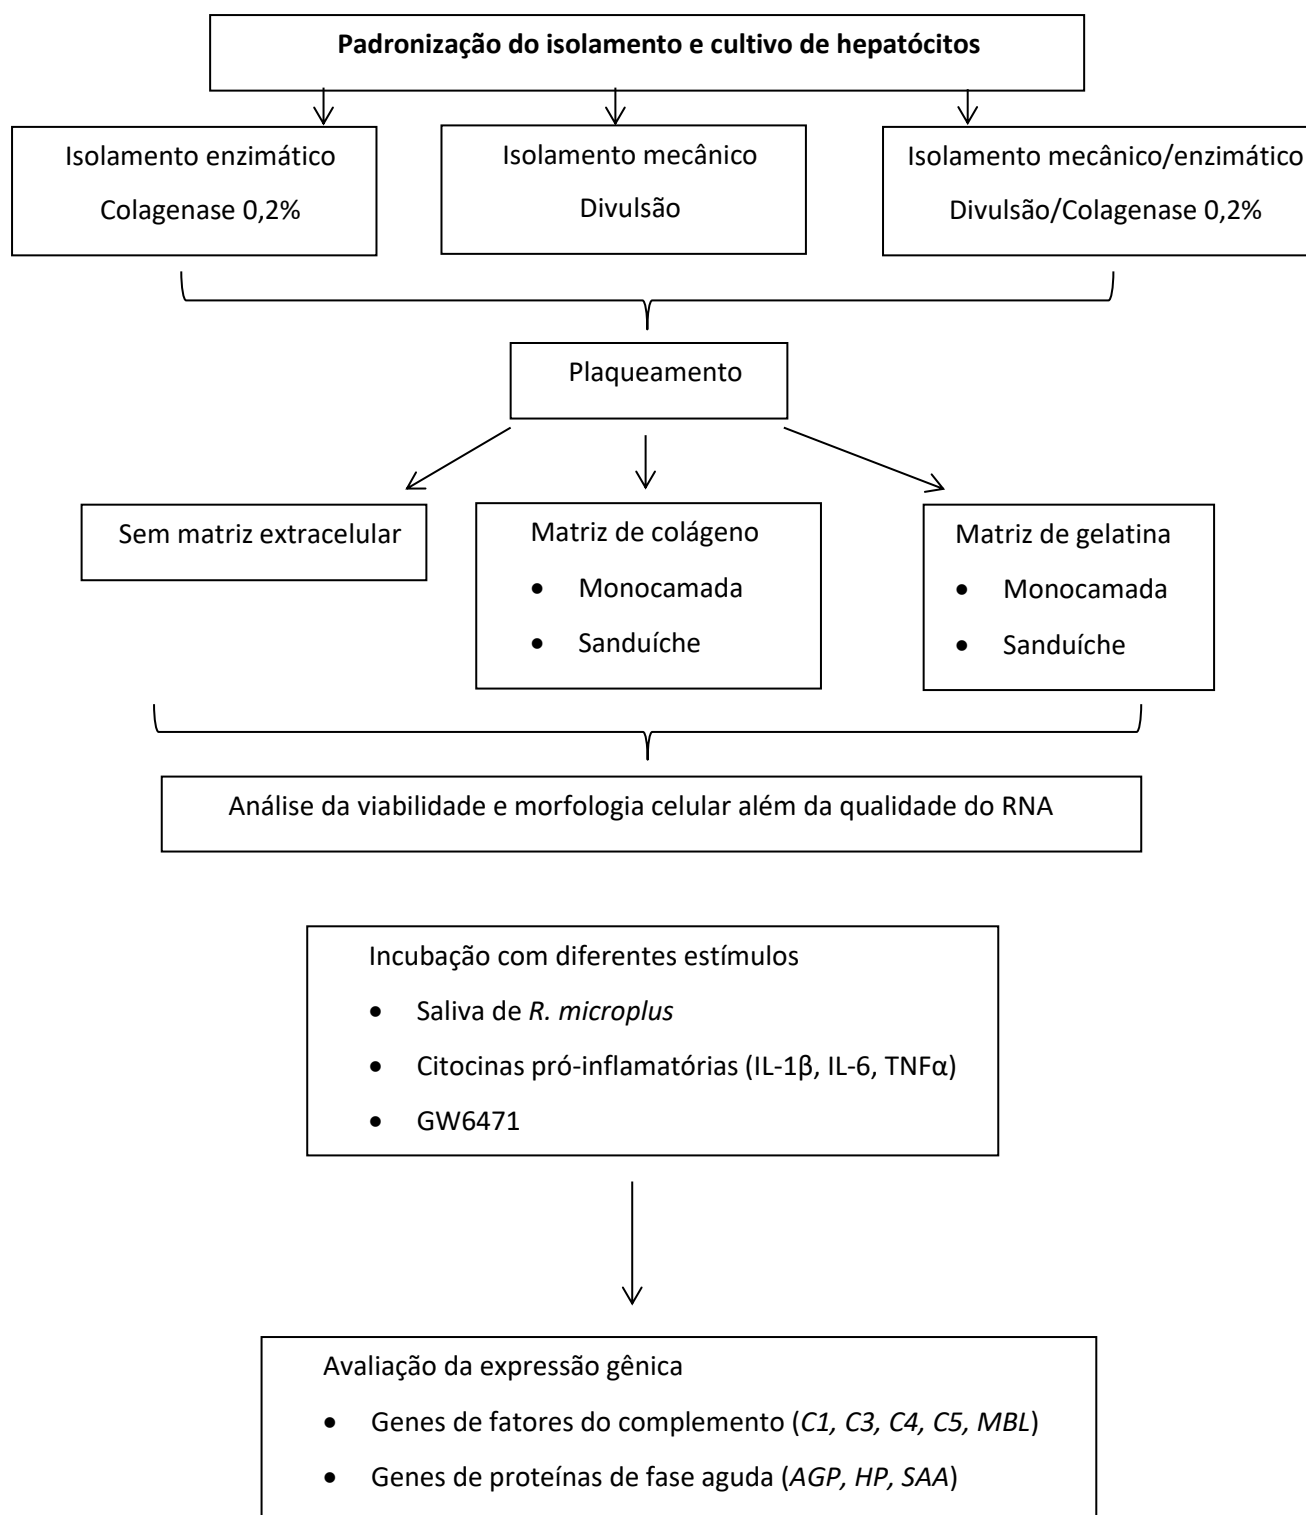 Padronização do isolamento e cultivo de hepatócitos
Isolamento enzimático
Colagenase 0,2%
Isolamento mecânico
Divulsão
Isolamento mecânico/enzimático
Divulsão/Colagenase 0,2%
Plaqueamento
Sem matriz extracelular
Matriz de colágeno
• Monocamada
• Sanduíche
Matriz de gelatina
• Monocamada
• Sanduíche
Análise da viabilidade e morfologia celular além da qualidade do RNA
Incubação com diferentes estímulos
• Saliva de R. microplus
• Citocinas pró-inflamatórias (IL-1β, IL-6, TNFα)
• GW6471
Avaliação da expressão gênica
• Genes de fatores do complemento (C1, C3, C4, C5, MBL)
• Genes de proteínas de fase aguda (AGP, HP, SAA)